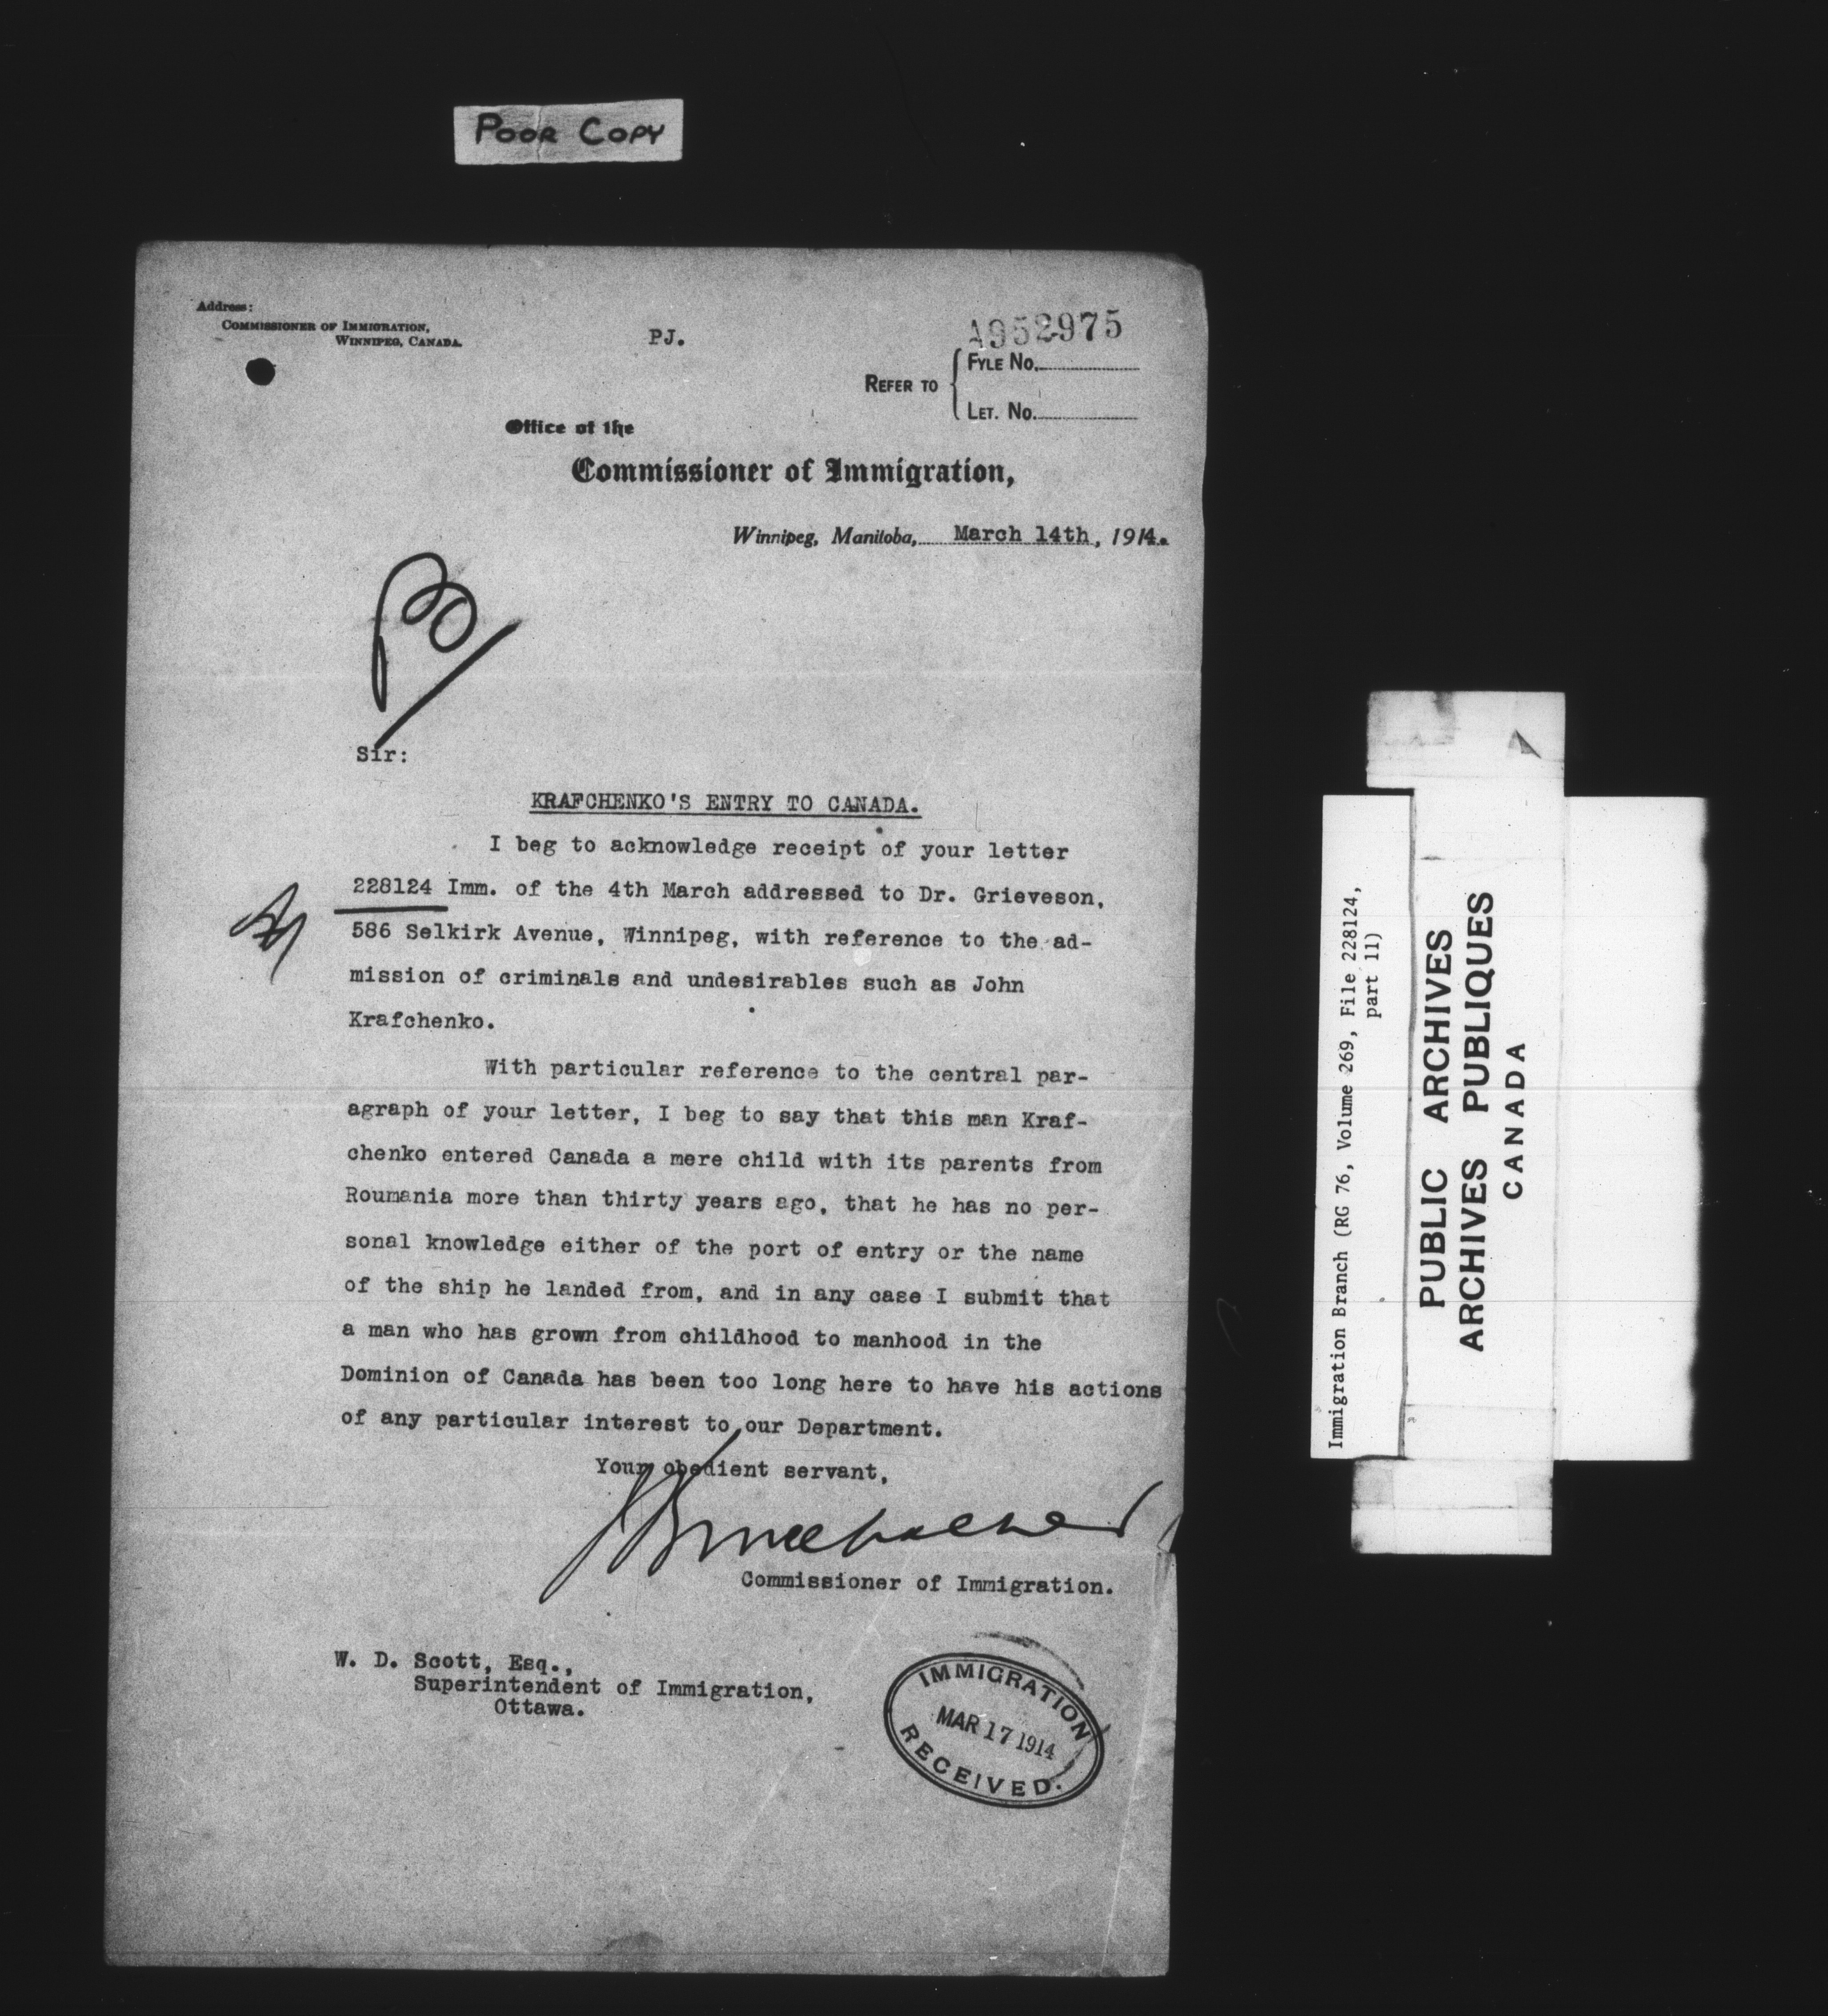 POOR COPY
Address:
COMMISSIONER OF IMMIGRATION,
WINNIPEG, CANADA.
PJ.
A952975
REFER TO
FYLE No.
LET. No.
Office of the
Commissioner of Immigration,
Winnipeg, Manitoba, March 14th, 1914.
Sir:
KRAFCHENKO'S ENTRY TO CANADA.
I beg to acknowledge receipt of your letter
228124 Imm. of the 4th March addressed to Dr. Grieveson,
586 Selkirk Avenue, Winnipeg, with reference to the ad-
mission of criminals and undesirables such as John
Krafchenko.
With particular reference to the central par-
agraph of your letter, I beg to say that this man Kraf-
chenko entered Canada a mere child with its parents from
Roumania more than thirty years ago, that he has no per-
sonal knowledge either of the port of entry or the name
of the ship he landed from, and in any case I submit that
a man who has grown from childhood to manhood in the
Dominion of Canada has been too long here to have his actions
of any particular interest to our Department.
Your obedient servant,
Commissioner of Immigration.
W. D. Scott, Esq.,
Superintendent of Immigration,
Ottawa.
IMMIGRATION
MAR 17 1914
RECEIVED.
Immigration Branch (RG 76, Volume 269, File 228124,
part 11)
PUBLIC ARCHIVES
ARCHIVES PUBLIQUES
CANADA